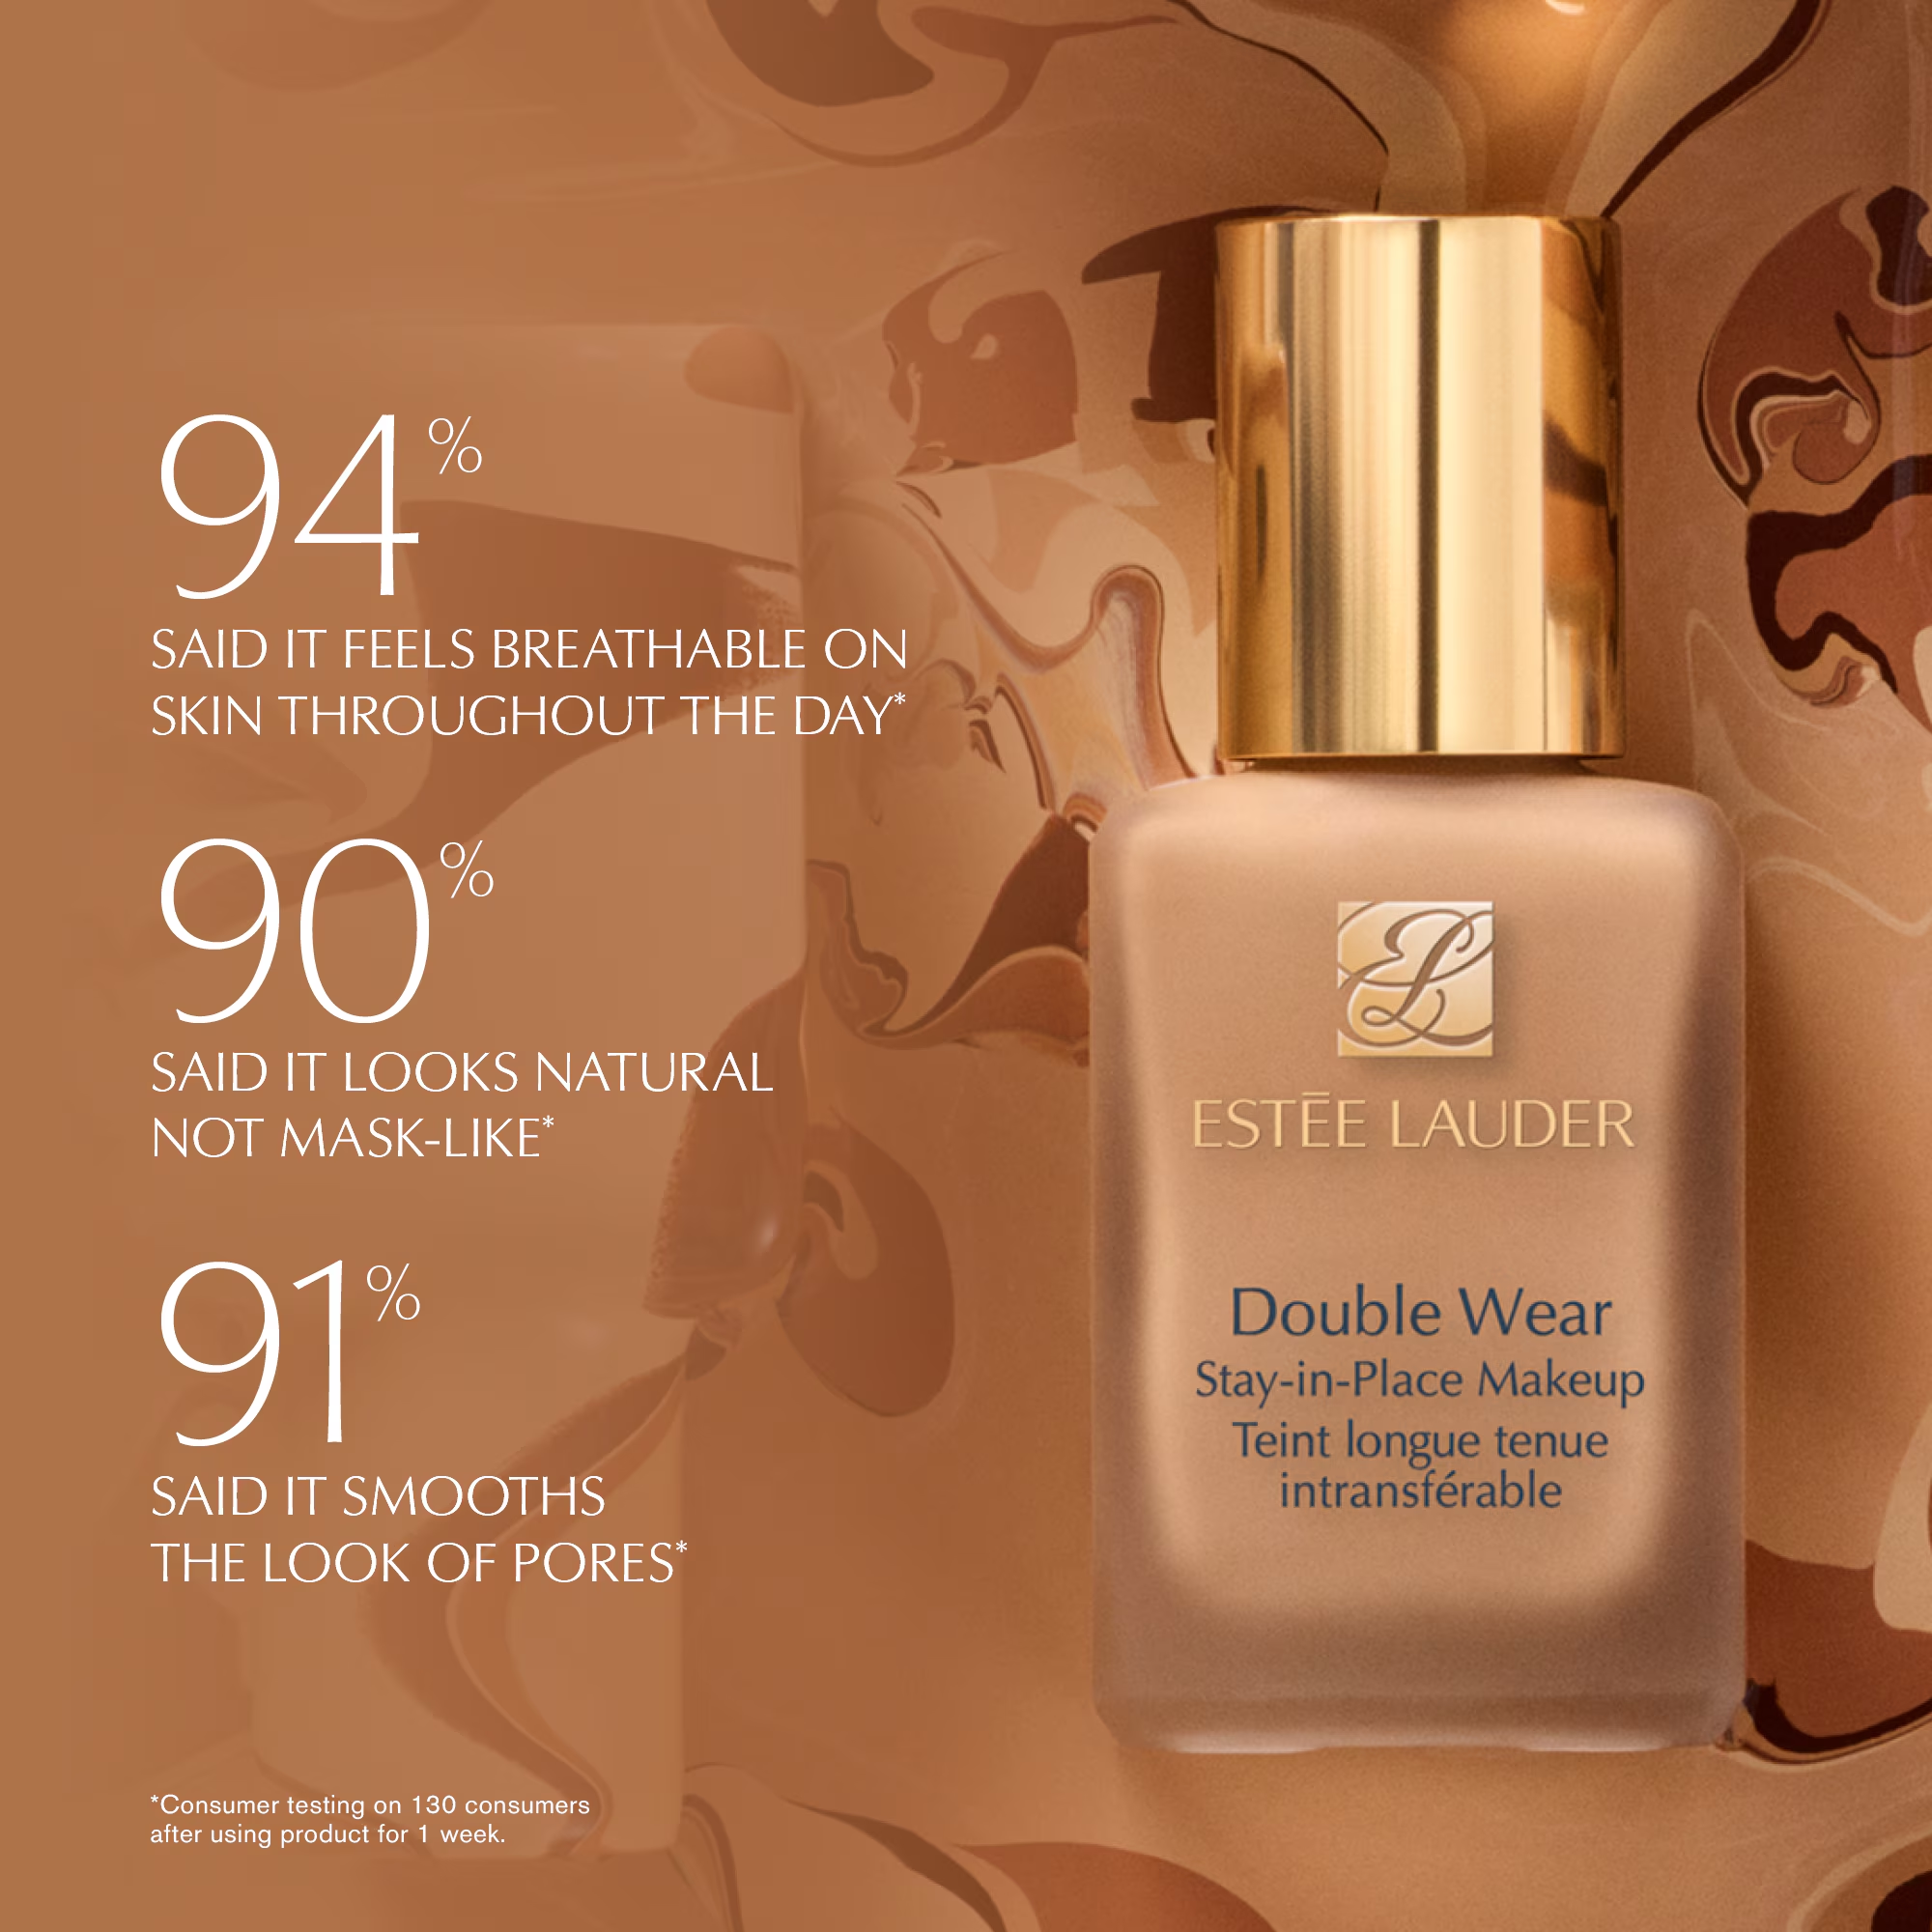 94%
SAID IT FEELS BREATHABLE ON
SKIN THROUGHOUT THE DAY*
90%
SAID IT LOOKS NATURAL
NOT MASK-LIKE*
91%
SAID IT SMOOTHS
THE LOOK OF PORES*
*Consumer testing on 130 consumers
after using product for 1 week.
ESTĒE LAUDER
Double Wear
Stay-in-Place Makeup
Teint longue tenue
intransférable